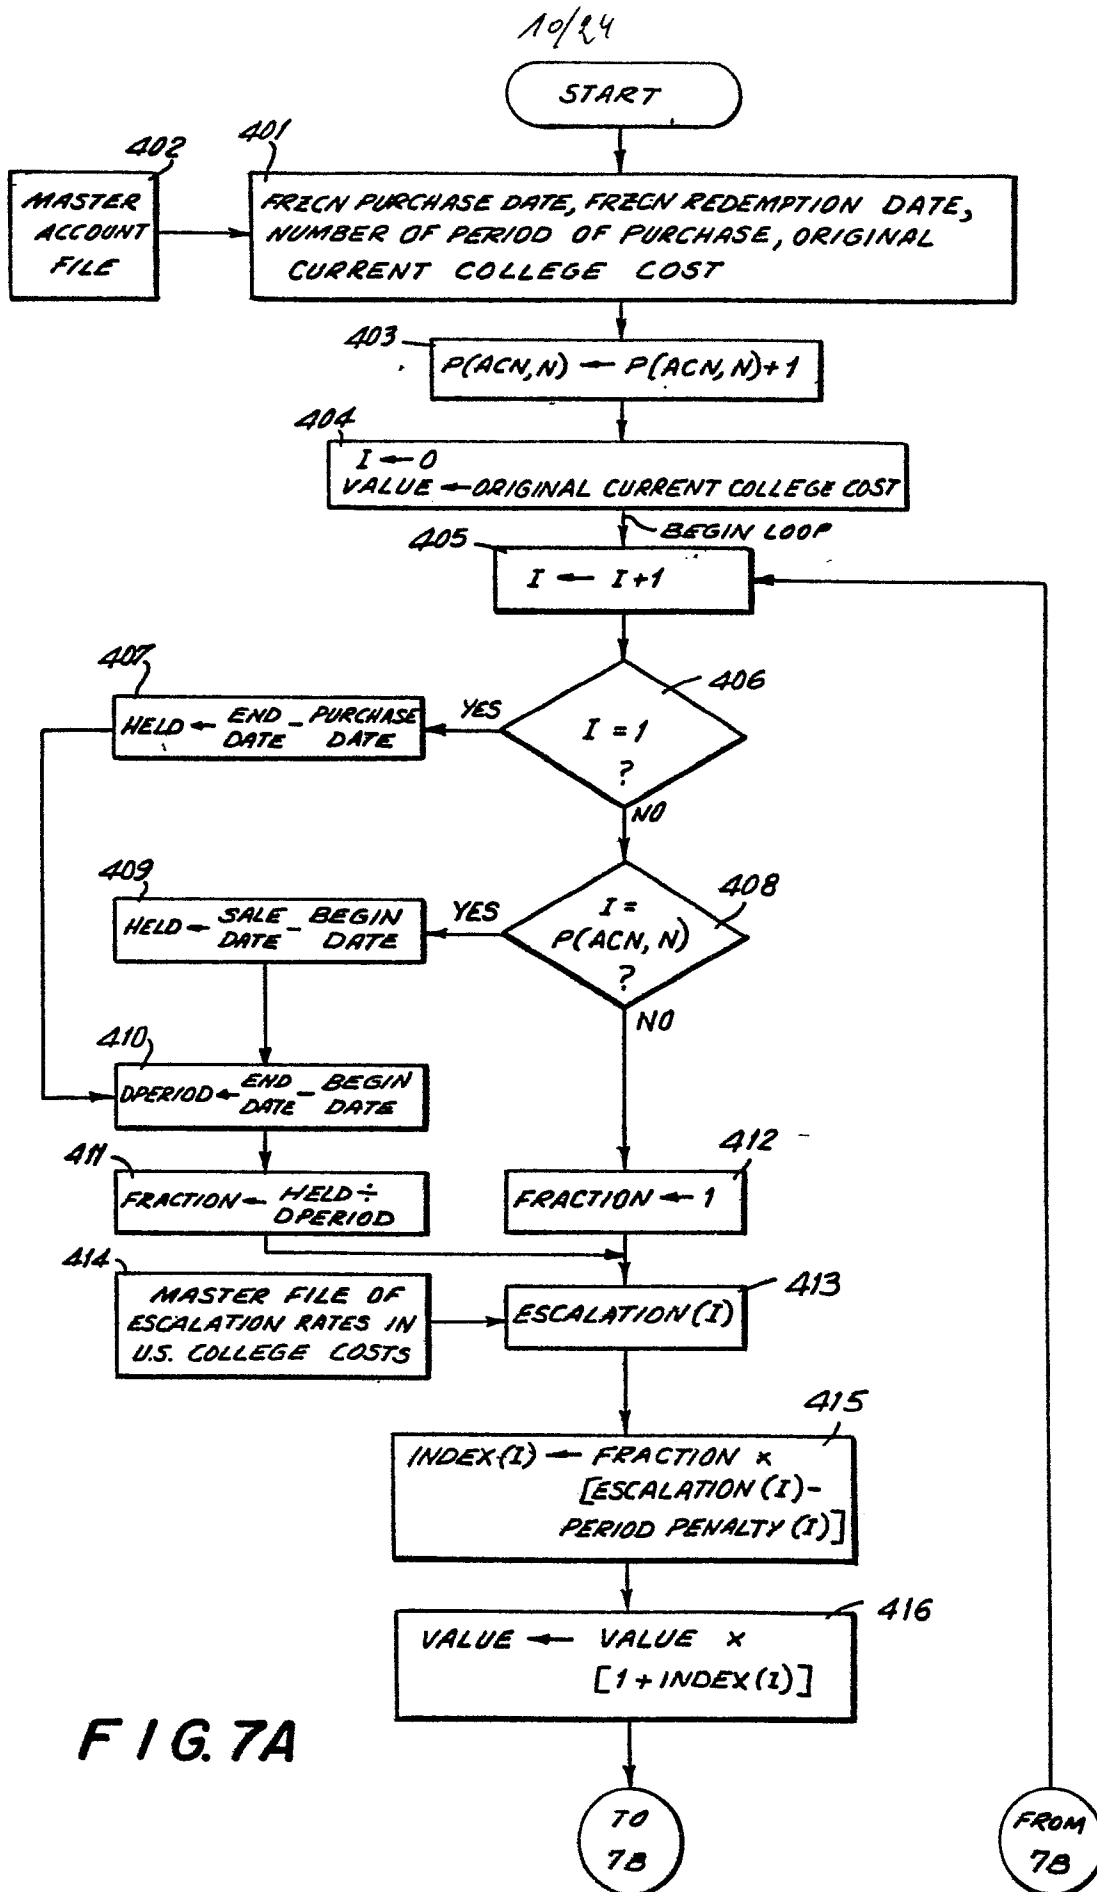 10/24
START
402
401
MASTER
ACCOUNT
FILE
FRZCN PURCHASE DATE, FRZCN REDEMPTION DATE,
NUMBER OF PERIOD OF PURCHASE, ORIGINAL
CURRENT COLLEGE COST
403
P(ACN,N) ← P(ACN,N)+1
404
I ← 0
VALUE ← ORIGINAL CURRENT COLLEGE COST
BEGIN LOOP
405
I ← I+1
406
I = 1
?
YES
NO
407
HELD ← END DATE - PURCHASE DATE
408
I =
P(ACN, N)
?
YES
NO
409
HELD ← SALE DATE - BEGIN DATE
410
DPERIOD ← END DATE - BEGIN DATE
411
FRACTION ← HELD ÷
DPERIOD
412
FRACTION ← 1
414
MASTER FILE OF
ESCALATION RATES IN
U.S. COLLEGE COSTS
413
ESCALATION (I)
415
INDEX(I) ← FRACTION ×
[ESCALATION (I) -
PERIOD PENALTY (I)]
416
VALUE ← VALUE ×
[1 + INDEX (I)]
FIG. 7A
TO
7B
FROM
7B